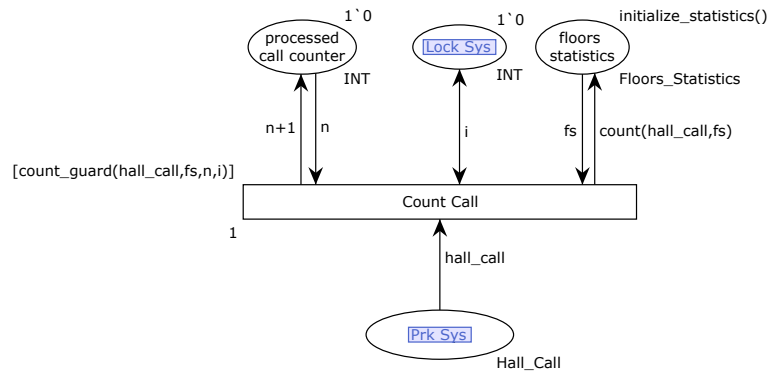 1`0
1`0
initialize_statistics()
processed
call counter
Lock Sys
floors
statistics
INT
INT
Floors_Statistics
n+1
n
i
fs
count(hall_call,fs)
[count_guard(hall_call,fs,n,i)]
Count Call
1
hall_call
Prk Sys
Hall_Call